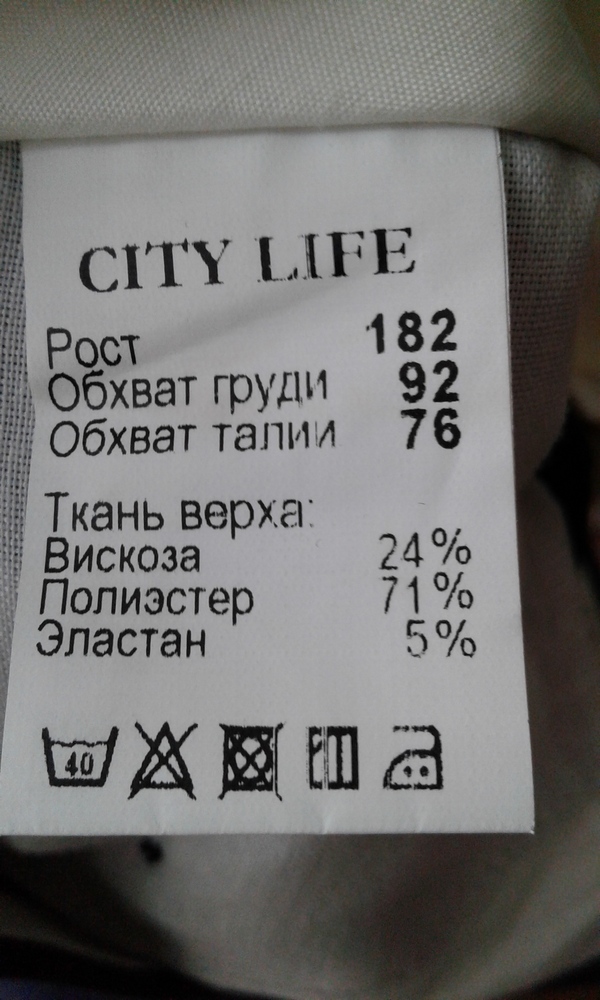 CITY LIFE
Рост 182
Обхват груди 92
Обхват талии 76
Ткань верха:
Вискоза 24%
Полиэстер 71%
Эластан 5%
40